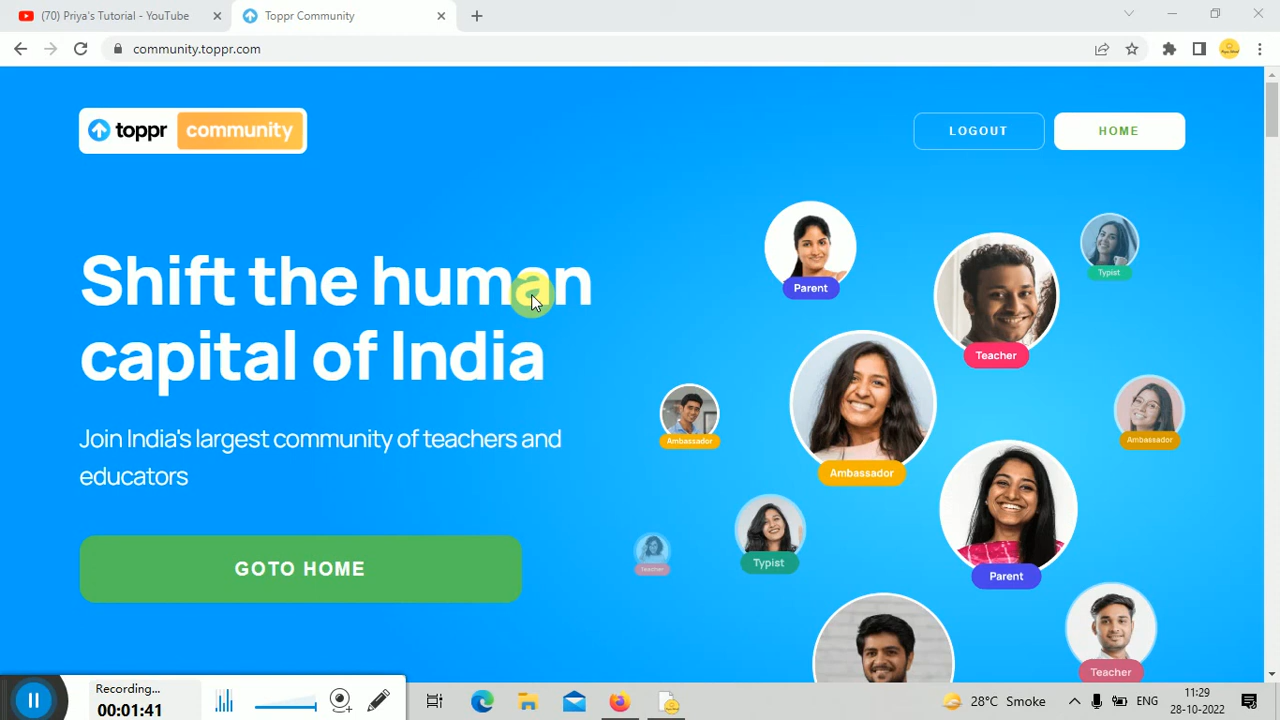 (70) Priya's Tutorial - YouTube
Toppr Community
community.toppr.com
toppr community
LOGOUT
HOME
Shift the human
capital of India
Join India's largest community of teachers and
educators
GOTO HOME
Parent
Teacher
Typist
Ambassador
Ambassador
Ambassador
Typist
Teacher
Parent
Teacher
Recording...
00:01:41
28°C Smoke
ENG
11:29
28-10-2022